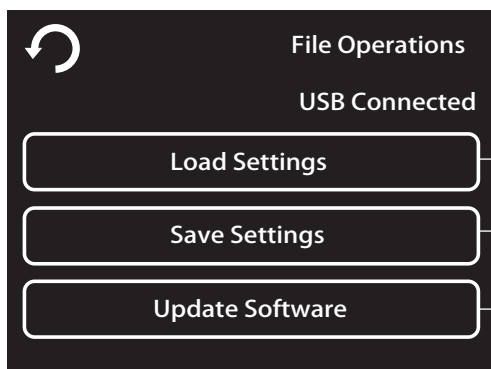 File Operations
USB Connected
Load Settings
Save Settings
Update Software